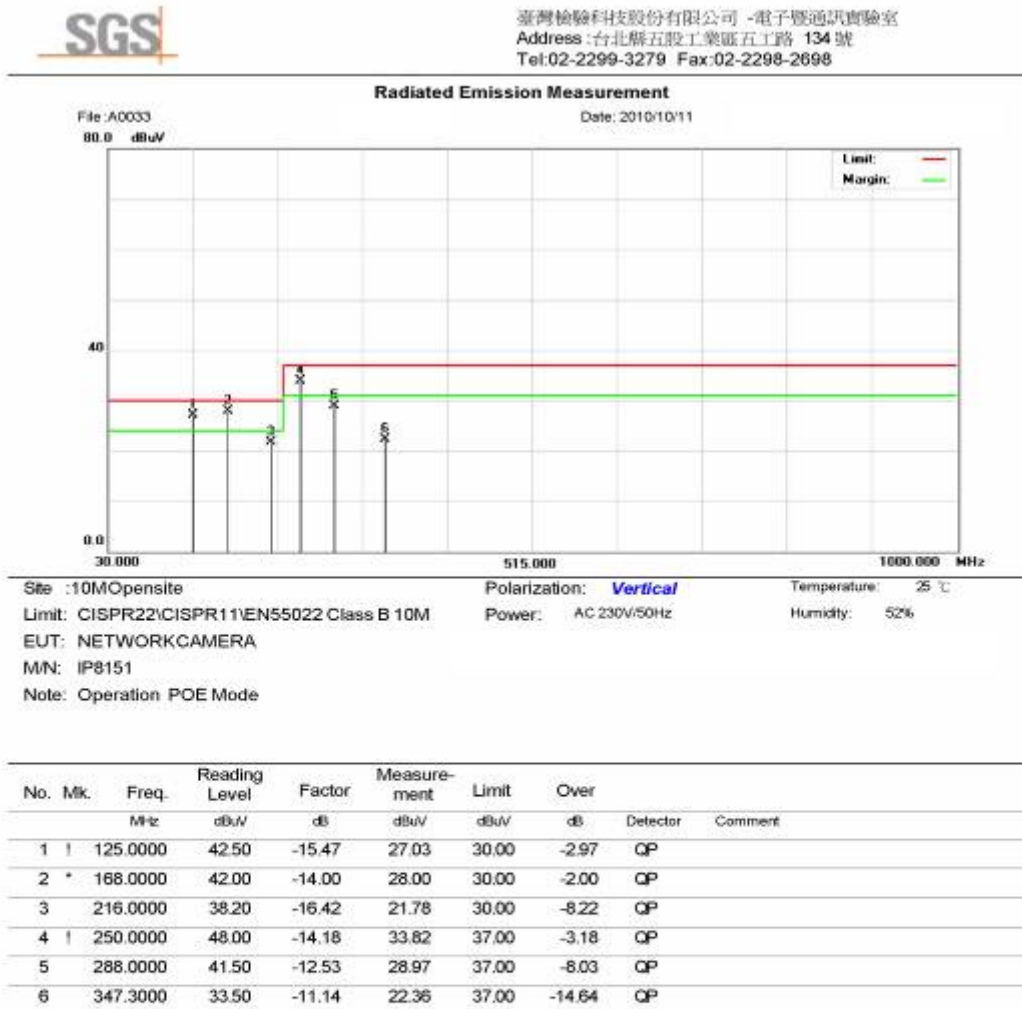 SGS
臺灣檢驗科技股份有限公司 -電子暨通訊實驗室
Address :台北縣五股工業區五工路 134 號
Tel:02-2299-3279 Fax:02-2298-2698
Radiated Emission Measurement
File :A0033 Date: 2010/10/11
80.0 dBuV
Limit:
Margin:
40
1 2 3 4 5 6
0.0
30.000 515.000 1000.000 MHz
Site :10MOpensite Polarization: Vertical Temperature: 25 ℃
Limit: CISPR22\CISPR11\EN55022 Class B 10M Power: AC 230V/50Hz Humidity: 52%
EUT: NETWORKCAMERA
M/N: IP8151
Note: Operation POE Mode
No. Mk. Freq. Reading Level Factor Measure-ment Limit Over
MHz dBuV dB dBuV dBuV dB Detector Comment
1 ! 125.0000 42.50 -15.47 27.03 30.00 -2.97 QP
2 * 168.0000 42.00 -14.00 28.00 30.00 -2.00 QP
3 216.0000 38.20 -16.42 21.78 30.00 -8.22 QP
4 ! 250.0000 48.00 -14.18 33.82 37.00 -3.18 QP
5 288.0000 41.50 -12.53 28.97 37.00 -8.03 QP
6 347.3000 33.50 -11.14 22.36 37.00 -14.64 QP